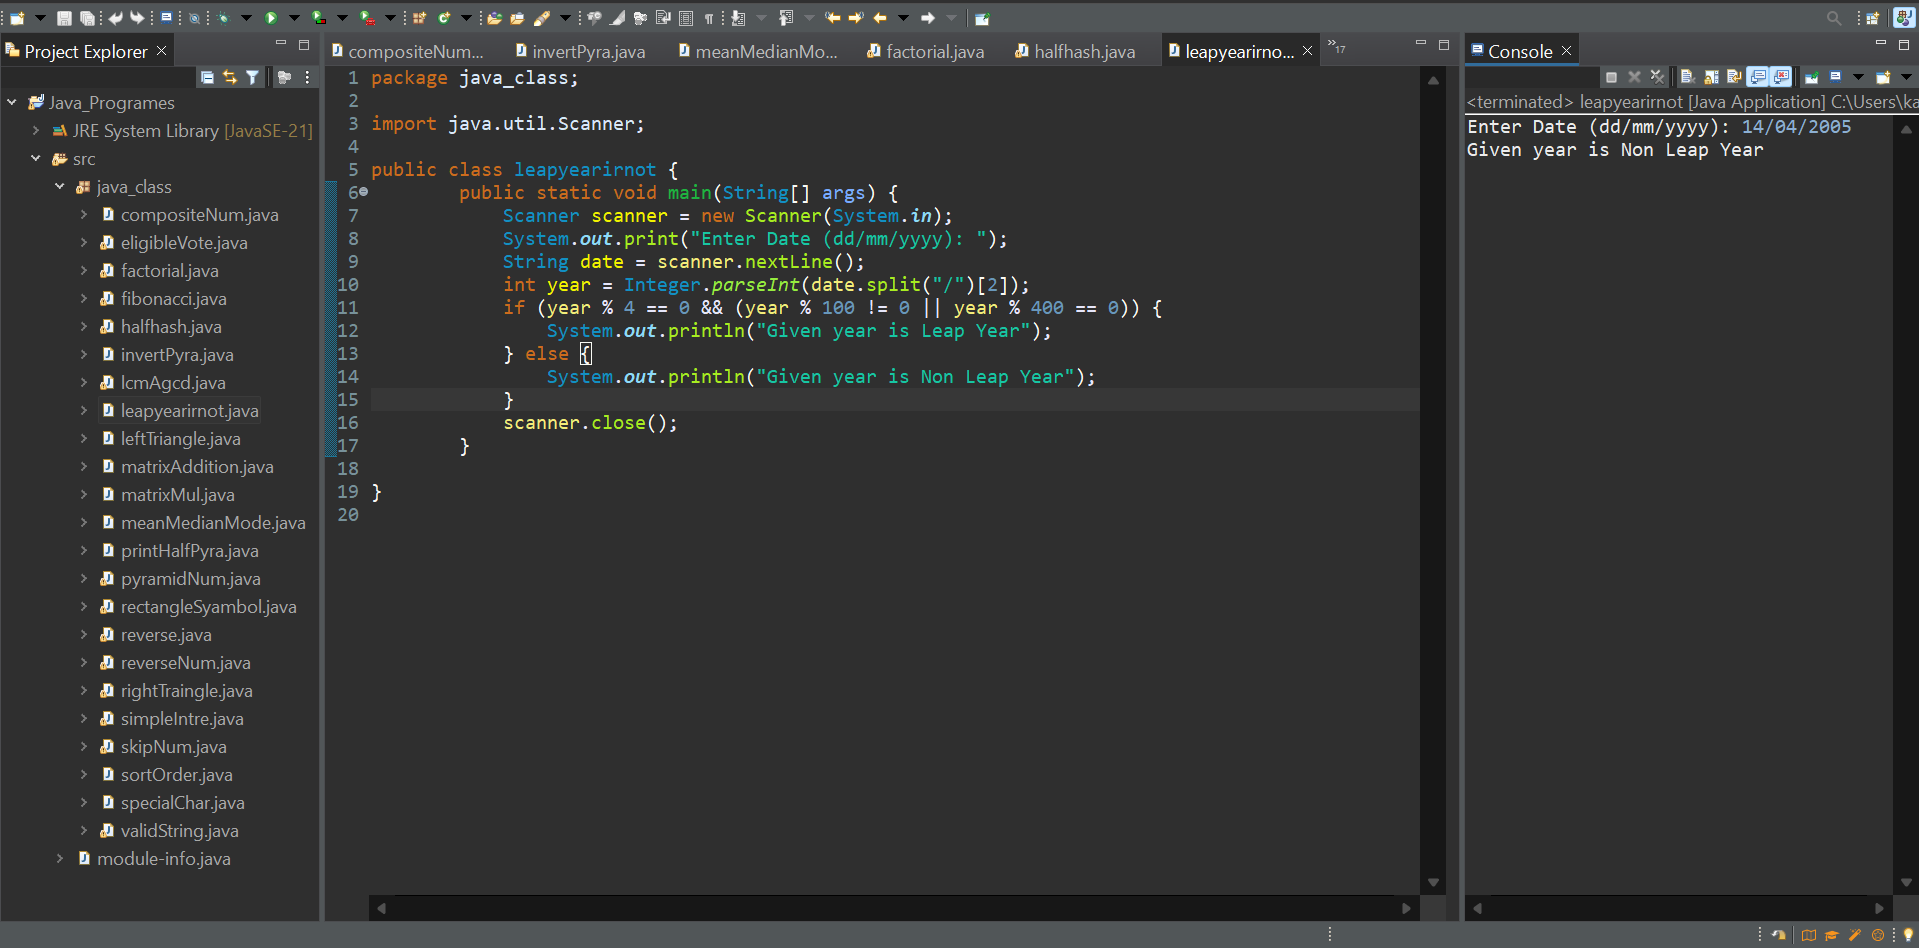 Project Explorer
Java_Programes
JRE System Library [JavaSE-21]
src
java_class
compositeNum.java
eligibleVote.java
factorial.java
fibonacci.java
halfhash.java
invertPyra.java
lcmAgcd.java
leapyearirnot.java
leftTriangle.java
matrixAddition.java
matrixMul.java
meanMedianMode.java
printHalfPyra.java
pyramidNum.java
rectangleSyambol.java
reverse.java
reverseNum.java
rightTraingle.java
simpleIntre.java
skipNum.java
sortOrder.java
specialChar.java
validString.java
module-info.java
compositeNum... invertPyra.java meanMedianMo... factorial.java halfhash.java leapyearirno... »17
1 package java_class;
2
3 import java.util.Scanner;
4
5 public class leapyearirnot {
6 public static void main(String[] args) {
7 Scanner scanner = new Scanner(System.in);
8 System.out.print("Enter Date (dd/mm/yyyy): ");
9 String date = scanner.nextLine();
10 int year = Integer.parseInt(date.split("/")[2]);
11 if (year % 4 == 0 && (year % 100 != 0 || year % 400 == 0)) {
12 System.out.println("Given year is Leap Year");
13 } else {
14 System.out.println("Given year is Non Leap Year");
15 }
16 scanner.close();
17 }
18
19 }
20
Console
<terminated> leapyearirnot [Java Application] C:\Users\ka
Enter Date (dd/mm/yyyy): 14/04/2005
Given year is Non Leap Year